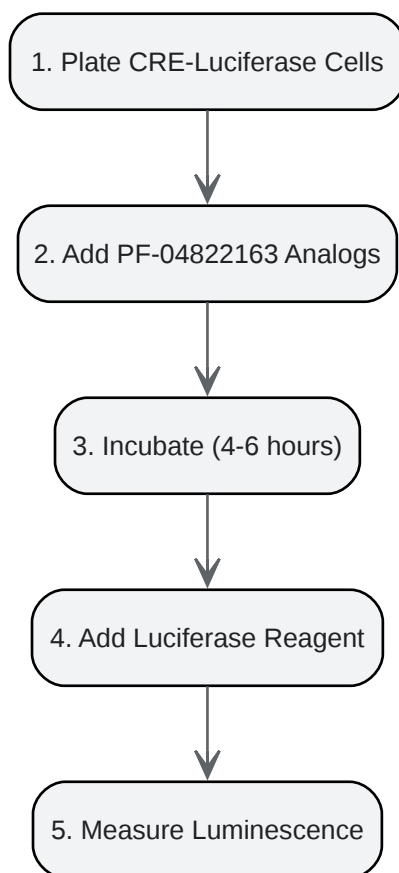 1. Plate CRE-Luciferase Cells
2. Add PF-04822163 Analogs
3. Incubate (4-6 hours)
4. Add Luciferase Reagent
5. Measure Luminescence